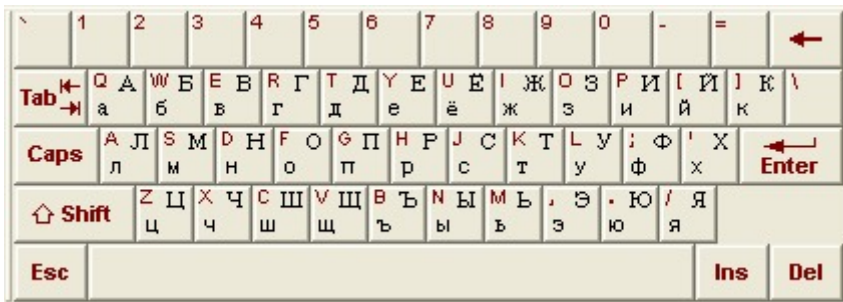 ` 1 2 3 4 5 6 7 8 9 0 - =
Tab Q А а W Б б E В в R Г г T Д д Y Е е U Ё ё I Ж ж O З з P И и [ Й й ] К к \
Caps A Л л S М м D Н н F О о G П п H Р р J С с K Т т L У у ; Ф ф ' Х х Enter
Shift Z Ц ц X Ч ч C Ш ш V Щ щ B Ъ ъ N Ы ы M Ь ь , Э э . Ю ю / Я я
Esc Ins Del